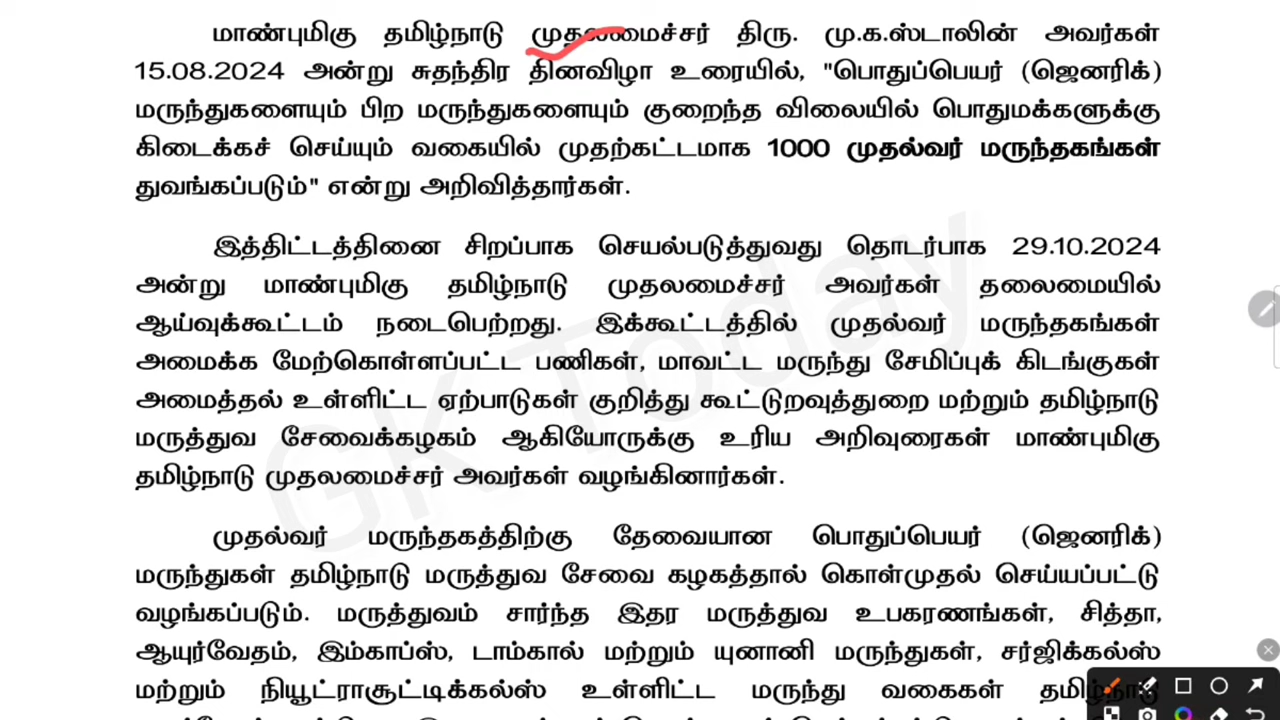 மாண்புமிகு தமிழ்நாடு முதலமைச்சர் திரு. மு.க.ஸ்டாலின் அவர்கள்
15.08.2024 அன்று சுதந்திர தினவிழா உரையில், "பொதுப்பெயர் (ஜெனரிக்)
மருந்துகளையும் பிற மருந்துகளையும் குறைந்த விலையில் பொதுமக்களுக்கு
கிடைக்கச் செய்யும் வகையில் முதற்கட்டமாக 1000 முதல்வர் மருந்தகங்கள்
துவங்கப்படும்" என்று அறிவித்தார்கள்.
இத்திட்டத்தினை சிறப்பாக செயல்படுத்துவது தொடர்பாக 29.10.2024
அன்று மாண்புமிகு தமிழ்நாடு முதலமைச்சர் அவர்கள் தலைமையில்
ஆய்வுக்கூட்டம் நடைபெற்றது. இக்கூட்டத்தில் முதல்வர் மருந்தகங்கள்
அமைக்க மேற்கொள்ளப்பட்ட பணிகள், மாவட்ட மருந்து சேமிப்புக் கிடங்குகள்
அமைத்தல் உள்ளிட்ட ஏற்பாடுகள் குறித்து கூட்டுறவுத்துறை மற்றும் தமிழ்நாடு
மருத்துவ சேவைக்கழகம் ஆகியோருக்கு உரிய அறிவுரைகள் மாண்புமிகு
தமிழ்நாடு முதலமைச்சர் அவர்கள் வழங்கினார்கள்.
GK Today
முதல்வர் மருந்தகத்திற்கு தேவையான பொதுப்பெயர் (ஜெனரிக்)
மருந்துகள் தமிழ்நாடு மருத்துவ சேவை கழகத்தால் கொள்முதல் செய்யப்பட்டு
வழங்கப்படும். மருத்துவம் சார்ந்த இதர மருத்துவ உபகரணங்கள், சித்தா,
ஆயுர்வேதம், இம்காப்ஸ், டாம்கால் மற்றும் யுனானி மருந்துகள், சர்ஜிக்கல்ஸ்
மற்றும் நியூட்ராசூட்டிக்கல்ஸ் உள்ளிட்ட மருந்து வகைகள் தமிழ்நாடு